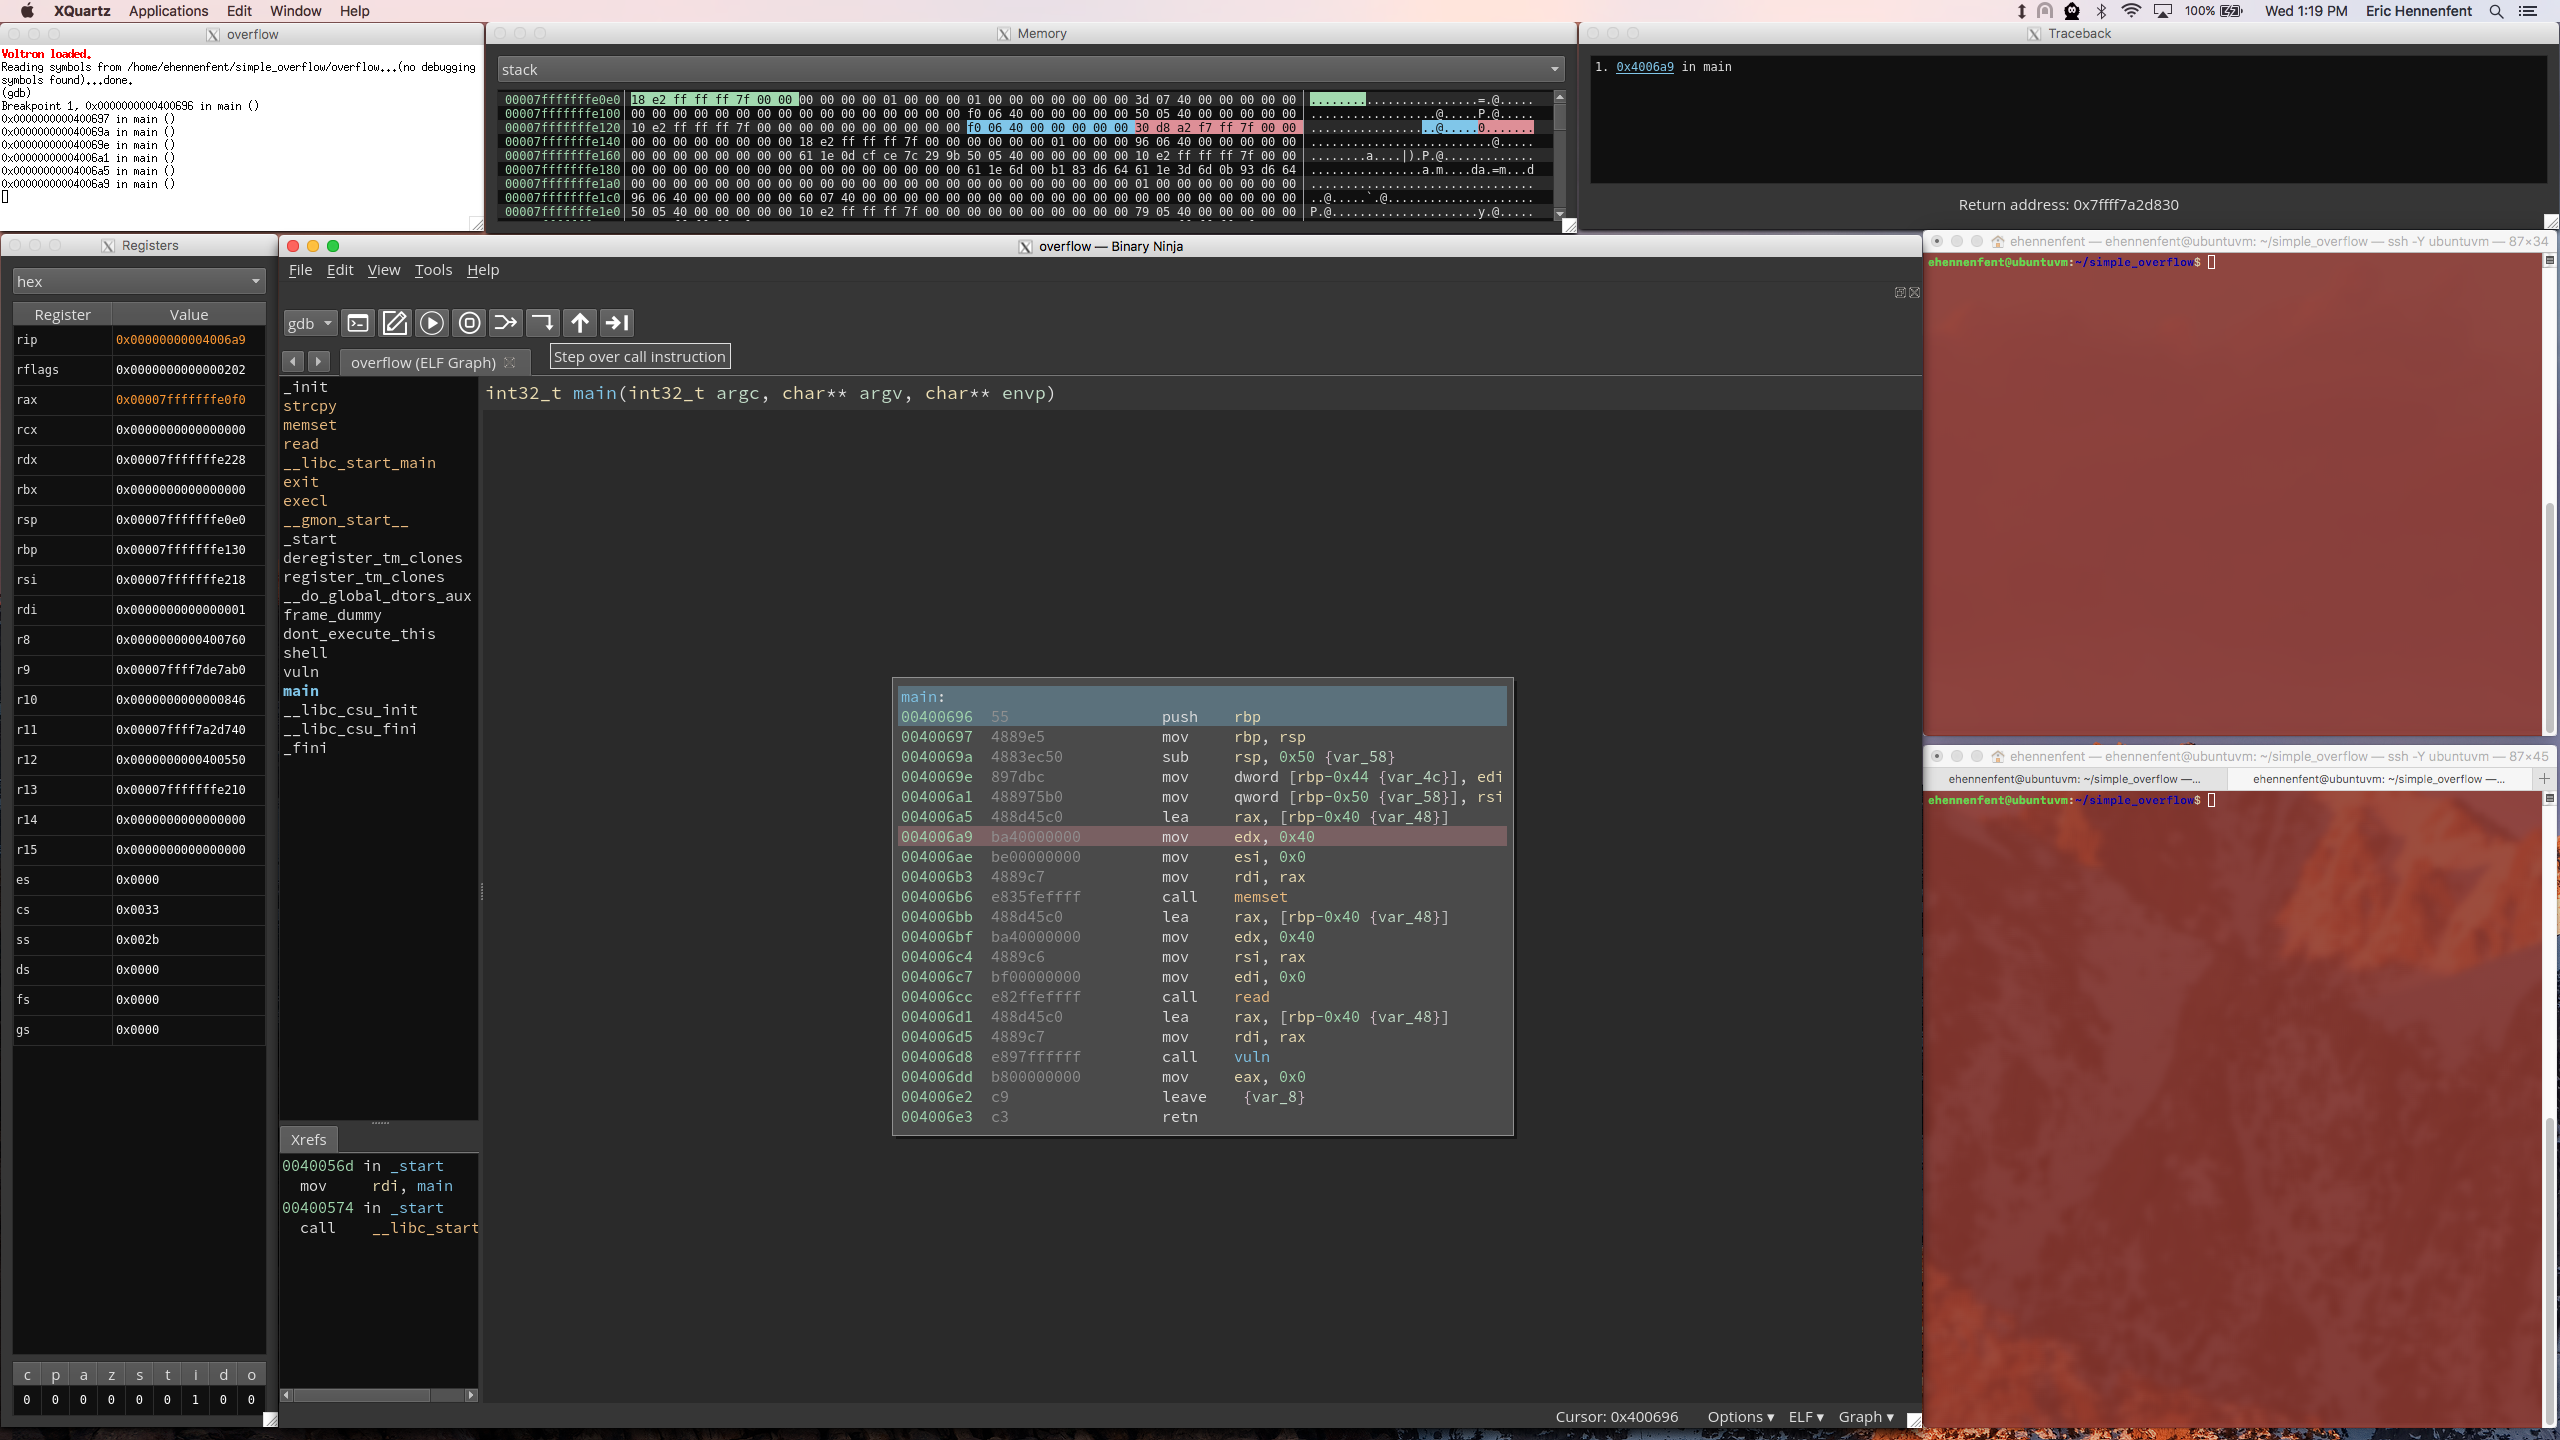 XQuartz Applications Edit Window Help
100% Wed 1:19 PM Eric Hennenfent
overflow
Voltron loaded.
Reading symbols from /home/ehennenfent/simple_overflow/overflow...(no debugging
symbols found)...done.
(gdb)
Breakpoint 1, 0x0000000000400696 in main ()
0x0000000000400697 in main ()
0x000000000040069a in main ()
0x000000000040069e in main ()
0x00000000004006a1 in main ()
0x00000000004006a5 in main ()
0x00000000004006a9 in main ()
Memory
stack
00007fffffffe0e0 18 e2 ff ff ff 7f 00 00 00 00 00 00 01 00 00 00 01 00 00 00 00 00 00 00 3d 07 40 00 00 00 00 00 ........................=.@.....
00007fffffffe100 00 00 00 00 00 00 00 00 00 00 00 00 00 00 00 00 f0 06 40 00 00 00 00 00 50 05 40 00 00 00 00 00 ..................@.....P.@.....
00007fffffffe120 10 e2 ff ff ff 7f 00 00 00 00 00 00 00 00 00 00 f0 06 40 00 00 00 00 00 30 d8 a2 f7 ff 7f 00 00 ..................@.....0.......
00007fffffffe140 00 00 00 00 00 00 00 00 18 e2 ff ff ff 7f 00 00 00 00 00 00 01 00 00 00 96 06 40 00 00 00 00 00 ..........................@.....
00007fffffffe160 00 00 00 00 00 00 00 00 61 1e 0d cf ce 7c 29 9b 50 05 40 00 00 00 00 00 10 e2 ff ff ff 7f 00 00 ........a....|).P.@.............
00007fffffffe180 00 00 00 00 00 00 00 00 00 00 00 00 00 00 00 00 61 1e 6d 00 b1 83 d6 64 61 1e 3d 6d 0b 93 d6 64 ................a.m....da.=m...d
00007fffffffe1a0 00 00 00 00 00 00 00 00 00 00 00 00 00 00 00 00 00 00 00 00 00 00 00 00 01 00 00 00 00 00 00 00 ................................
00007fffffffe1c0 96 06 40 00 00 00 00 00 60 07 40 00 00 00 00 00 00 00 00 00 00 00 00 00 00 00 00 00 00 00 00 00 ..@.....`.@.....................
00007fffffffe1e0 50 05 40 00 00 00 00 00 10 e2 ff ff ff 7f 00 00 00 00 00 00 00 00 00 00 79 05 40 00 00 00 00 00 P.@.....................y.@.....
Traceback
1. 0x4006a9 in main
Return address: 0x7ffff7a2d830
Registers
hex
Register Value
rip 0x00000000004006a9
rflags 0x0000000000000202
rax 0x00007fffffffe0f0
rcx 0x0000000000000000
rdx 0x00007fffffffe228
rbx 0x0000000000000000
rsp 0x00007fffffffe0e0
rbp 0x00007fffffffe130
rsi 0x00007fffffffe218
rdi 0x0000000000000001
r8 0x0000000000400760
r9 0x00007ffff7de7ab0
r10 0x0000000000000846
r11 0x00007ffff7a2d740
r12 0x0000000000400550
r13 0x00007fffffffe210
r14 0x0000000000000000
r15 0x0000000000000000
es 0x0000
cs 0x0033
ss 0x002b
ds 0x0000
fs 0x0000
gs 0x0000
c p a z s t i d o
0 0 0 0 0 0 1 0 0
overflow — Binary Ninja
File Edit View Tools Help
gdb
overflow (ELF Graph)
Step over call instruction
_init
strcpy
memset
read
__libc_start_main
exit
execl
__gmon_start__
_start
deregister_tm_clones
register_tm_clones
__do_global_dtors_aux
frame_dummy
dont_execute_this
shell
vuln
main
__libc_csu_init
__libc_csu_fini
_fini
Xrefs
0040056d in _start
mov rdi, main
00400574 in _start
call __libc_start
int32_t main(int32_t argc, char** argv, char** envp)
main:
00400696 55 push rbp
00400697 4889e5 mov rbp, rsp
0040069a 4883ec50 sub rsp, 0x50 {var_58}
0040069e 897dbc mov dword [rbp-0x44 {var_4c}], edi
004006a1 488975b0 mov qword [rbp-0x50 {var_58}], rsi
004006a5 488d45c0 lea rax, [rbp-0x40 {var_48}]
004006a9 ba40000000 mov edx, 0x40
004006ae be00000000 mov esi, 0x0
004006b3 4889c7 mov rdi, rax
004006b6 e835feffff call memset
004006bb 488d45c0 lea rax, [rbp-0x40 {var_48}]
004006bf ba40000000 mov edx, 0x40
004006c4 4889c6 mov rsi, rax
004006c7 bf00000000 mov edi, 0x0
004006cc e82ffeffff call read
004006d1 488d45c0 lea rax, [rbp-0x40 {var_48}]
004006d5 4889c7 mov rdi, rax
004006d8 e897ffffff call vuln
004006dd b800000000 mov eax, 0x0
004006e2 c9 leave {var_8}
004006e3 c3 retn
Cursor: 0x400696 Options ▾ ELF ▾ Graph ▾
ehennenfent — ehennenfent@ubuntuvm: ~/simple_overflow — ssh -Y ubuntuvm — 87×34
ehennenfent@ubuntuvm:~/simple_overflow$
ehennenfent — ehennenfent@ubuntuvm: ~/simple_overflow — ssh -Y ubuntuvm — 87×45
ehennenfent@ubuntuvm: ~/simple_overflow —... ehennenfent@ubuntuvm: ~/simple_overflow —...
ehennenfent@ubuntuvm:~/simple_overflow$